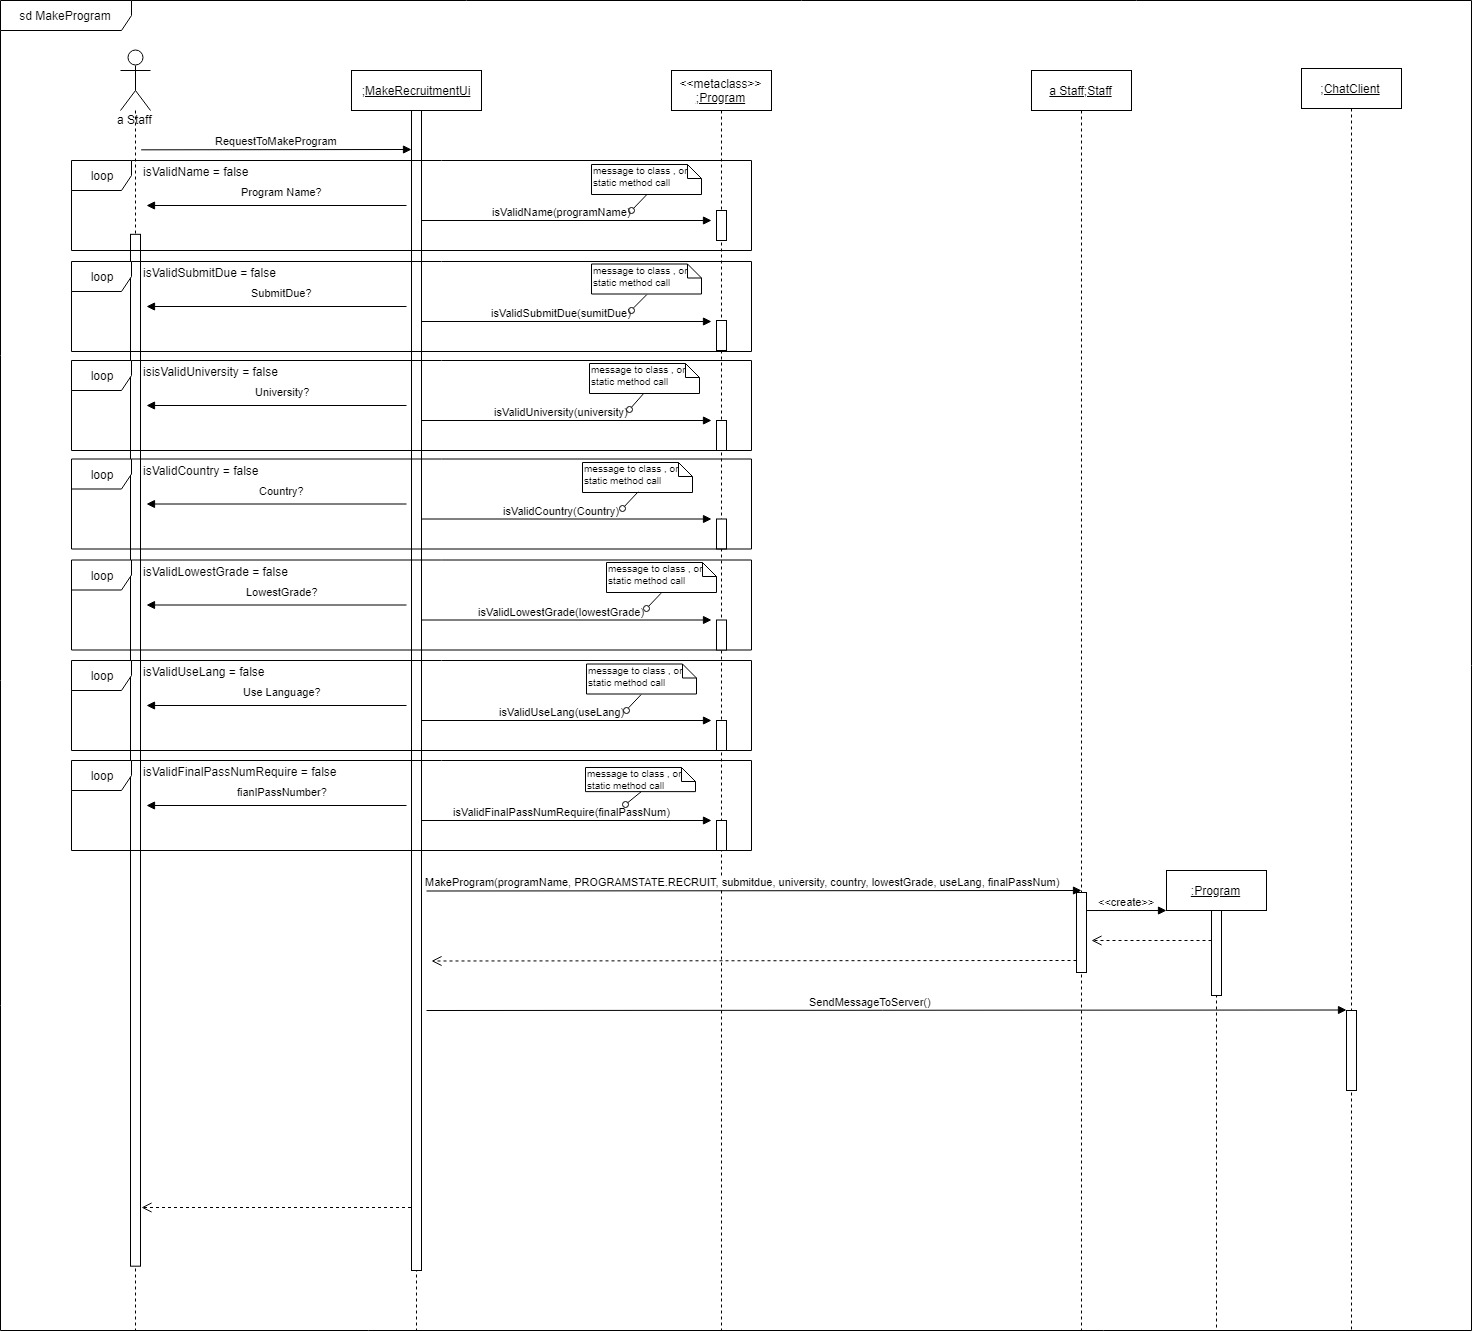 sd MakeProgram
a Staff
;MakeRecruitmentUi
<<metaclass>>
;Program
a Staff;Staff
;ChatClient
RequestToMakeProgram
loop
isValidName = false
message to class , or
static method call
Program Name?
isValidName(programName)
loop
isValidSubmitDue = false
message to class , or
static method call
SubmitDue?
isValidSubmitDue(sumitDue)
loop
isisValidUniversity = false
message to class , or
static method call
University?
isValidUniversity(university)
loop
isValidCountry = false
message to class , or
static method call
Country?
isValidCountry(Country)
loop
isValidLowestGrade = false
message to class , or
static method call
LowestGrade?
isValidLowestGrade(lowestGrade)
loop
isValidUseLang = false
message to class , or
static method call
Use Language?
isValidUseLang(useLang)
loop
isValidFinalPassNumRequire = false
message to class , or
static method call
fianlPassNumber?
isValidFinalPassNumRequire(finalPassNum)
MakeProgram(programName, PROGRAMSTATE.RECRUIT, submitdue, university, country, lowestGrade, useLang, finalPassNum)
:Program
<<create>>
SendMessageToServer()